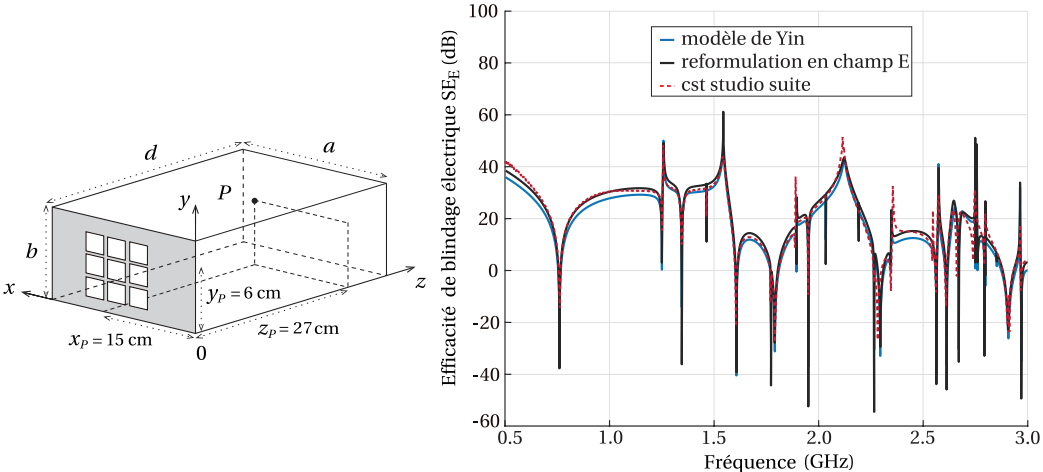 d
a
P
y
b
x
z
y_P = 6 cm
z_P = 27 cm
x_P = 15 cm
0
Efficacité de blindage électrique SE_E (dB)
100
80
60
40
20
0
-20
-40
-60
modèle de Yin
reformulation en champ E
cst studio suite
0.5 1.0 1.5 2.0 2.5 3.0
Fréquence (GHz)